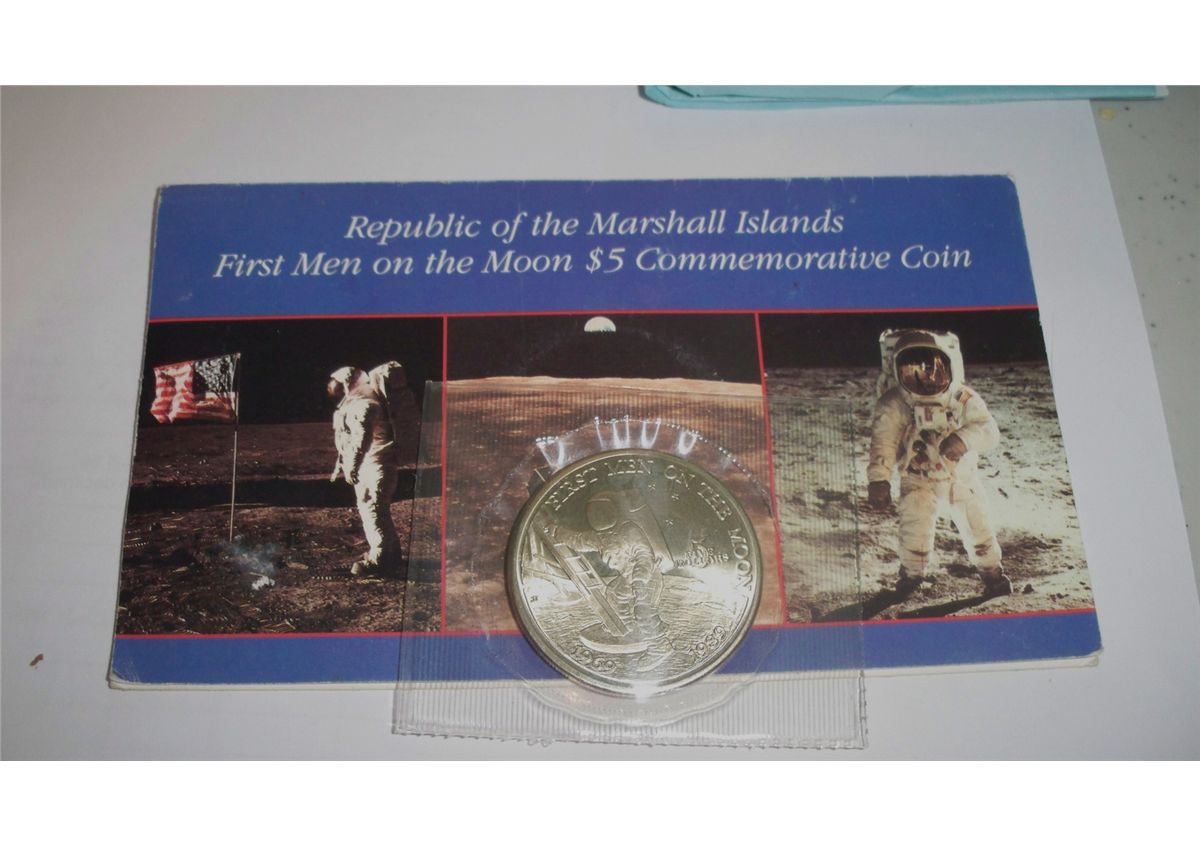 Republic of the Marshall Islands
First Men on the Moon $5 Commemorative Coin
FIRST MEN ON THE MOON
1969
1989